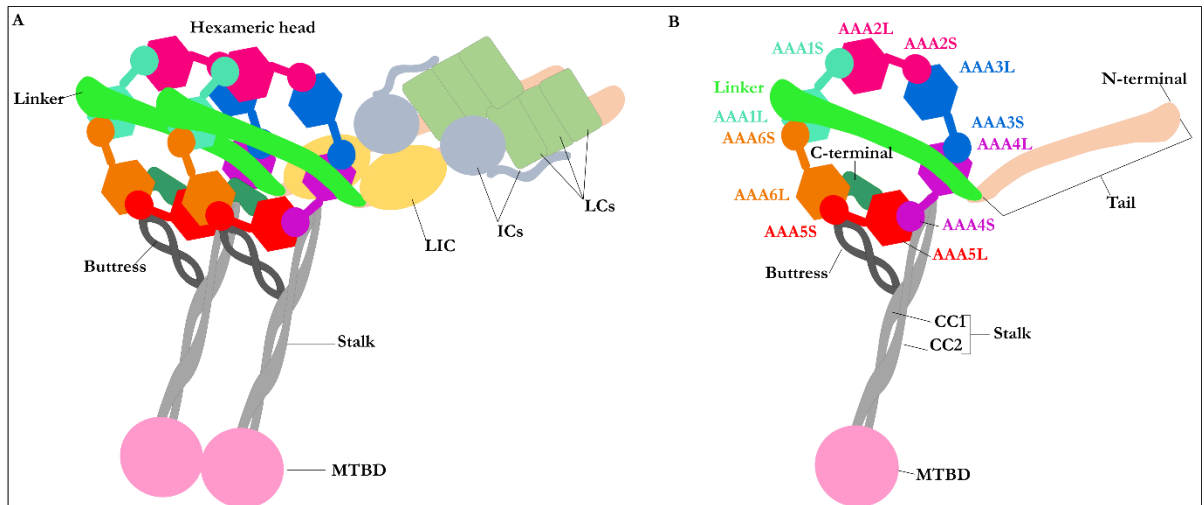 A
Hexameric head
Linker
LCs
ICs
LIC
Buttress
Stalk
MTBD
B
AAA2L
AAA2S
AAA1S
AAA3L
N-terminal
Linker
AAA1L
AAA3S
AAA6S
AAA4L
C-terminal
AAA6L
Tail
AAA4S
AAA5S
AAA5L
Buttress
CC1
Stalk
CC2
MTBD